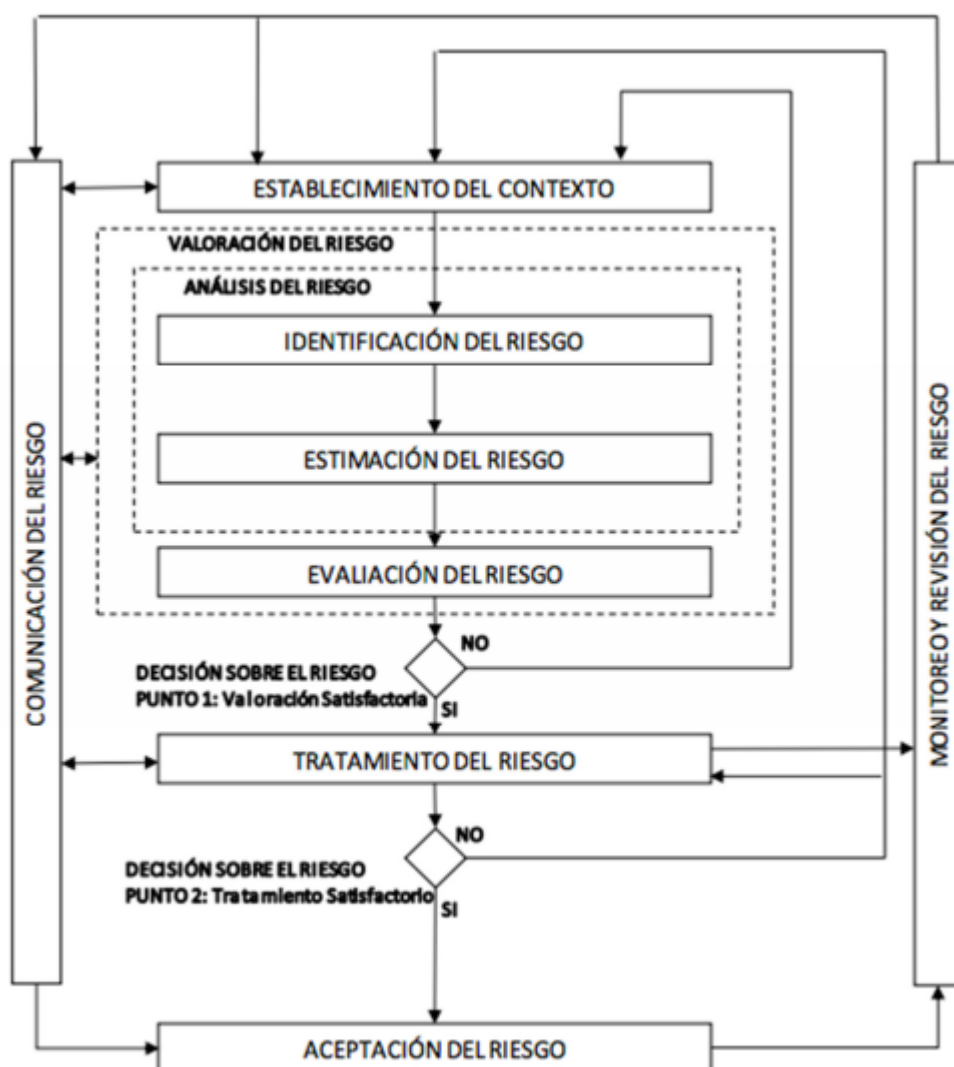 ESTABLECIMIENTO DEL CONTEXTO
VALORACIÓN DEL RIESGO
ANÁLISIS DEL RIESGO
IDENTIFICACIÓN DEL RIESGO
ESTIMACIÓN DEL RIESGO
EVALIACIÓN DEL RIESGO
NO
DECISIÓN SOBRE EL RIESGO
PUNTO 1: Valoración Satisfactoria
SI
TRATAMIENTO DEL RIESGO
NO
DECISIÓN SOBRE EL RIESGO
PUNTO 2: Tratamiento Satisfactorio
SI
ACEPTACIÓN DEL RIESGO
COMUNICACIÓN DEL RIESGO
MONITOREO Y REVISIÓN DEL RIESGO